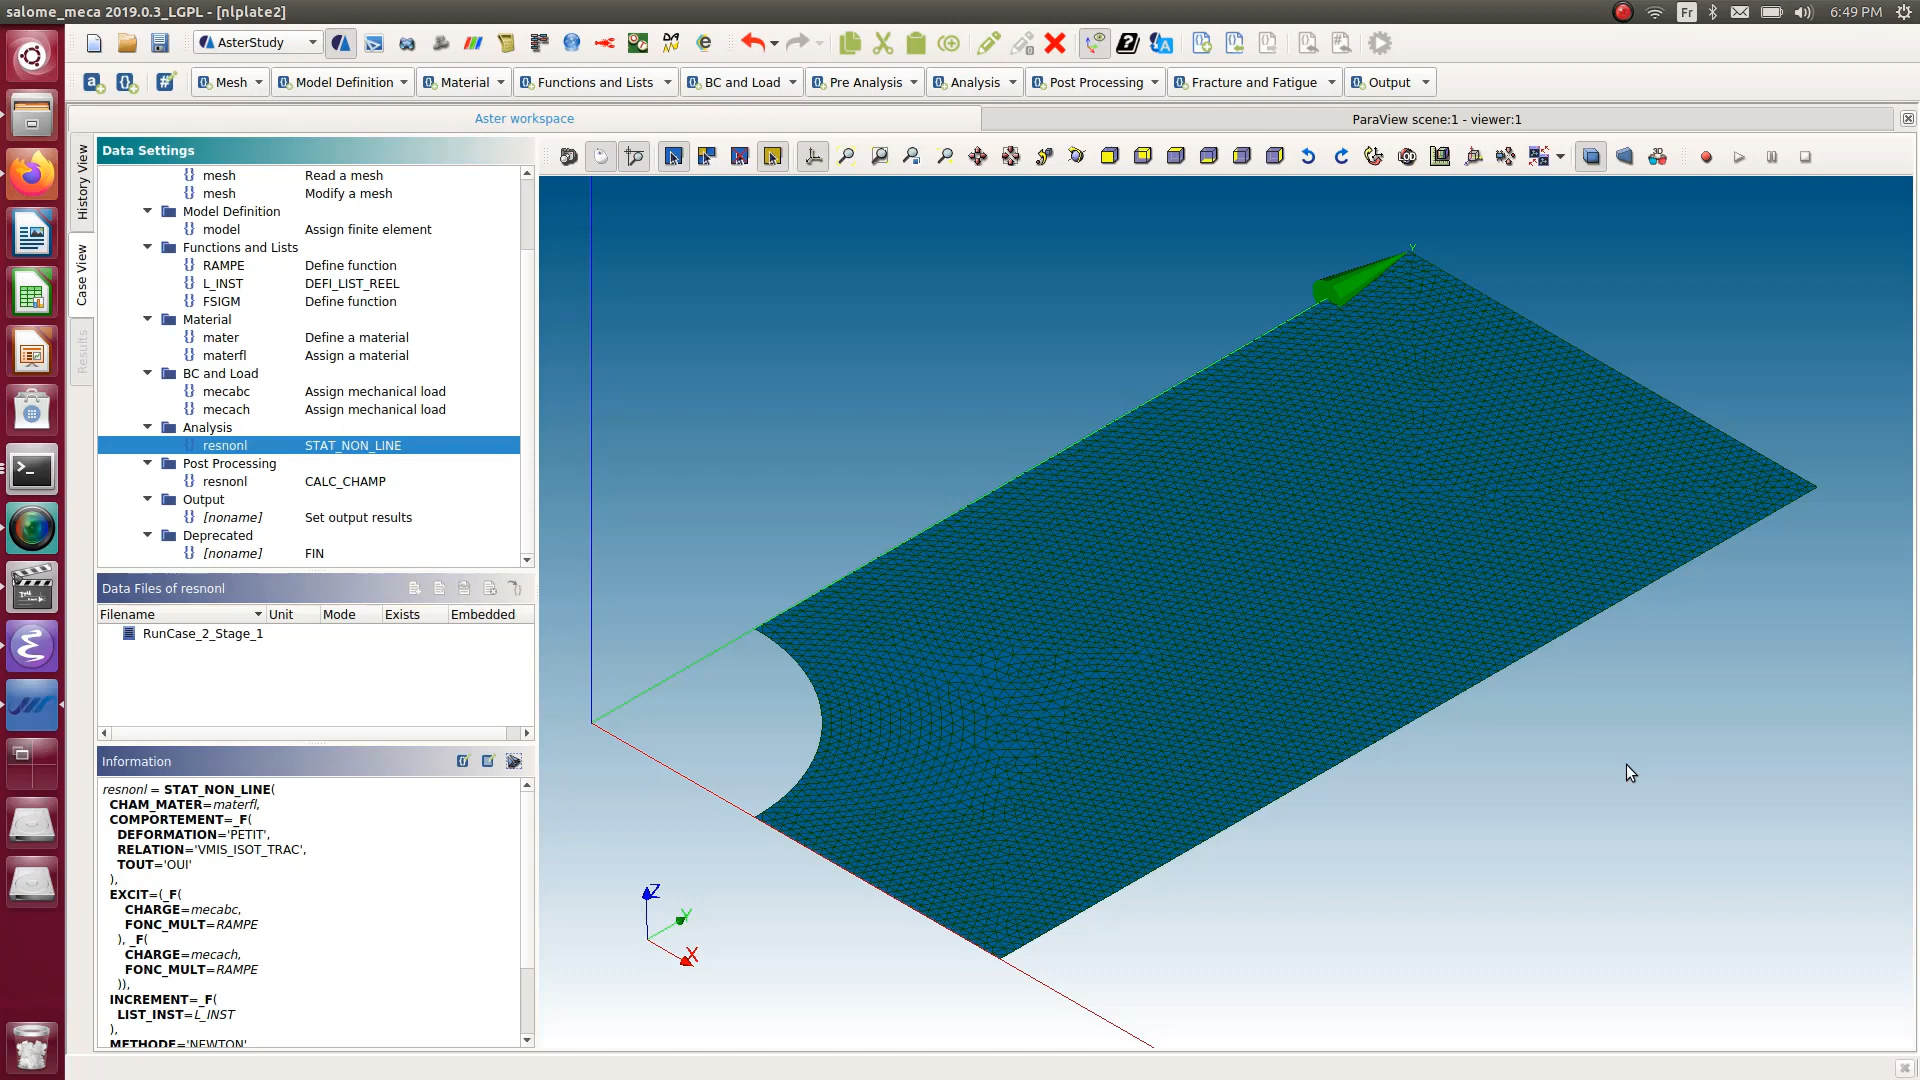 salome_meca 2019.0.3_LGPL - [nlplate2]
Fr
6:49 PM
AsterStudy
Mesh
Model Definition
Material
Functions and Lists
BC and Load
Pre Analysis
Analysis
Post Processing
Fracture and Fatigue
Output
Aster workspace
ParaView scene:1 - viewer:1
History View
Case View
Results
Data Settings
mesh Read a mesh
mesh Modify a mesh
Model Definition
model Assign finite element
Functions and Lists
RAMPE Define function
L_INST DEFI_LIST_REEL
FSIGM Define function
Material
mater Define a material
materfl Assign a material
BC and Load
mecabc Assign mechanical load
mecach Assign mechanical load
Analysis
resnonl STAT_NON_LINE
Post Processing
resnonl CALC_CHAMP
Output
[noname] Set output results
Deprecated
[noname] FIN
Data Files of resnonl
Filename Unit Mode Exists Embedded
RunCase_2_Stage_1
Information
resnonl = STAT_NON_LINE(
CHAM_MATER=materfl,
COMPORTEMENT=_F(
DEFORMATION='PETIT',
RELATION='VMIS_ISOT_TRAC',
TOUT='OUI'
),
EXCIT=(_F(
CHARGE=mecabc,
FONC_MULT=RAMPE
), _F(
CHARGE=mecach,
FONC_MULT=RAMPE
)),
INCREMENT=_F(
LIST_INST=L_INST
),
METHODE='NEWTON'
Y
Z
Y
X